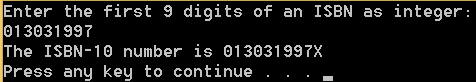 Enter the first 9 digits of an ISBN as integer:
013031997
The ISBN-10 number is 013031997X
Press any key to continue . . .